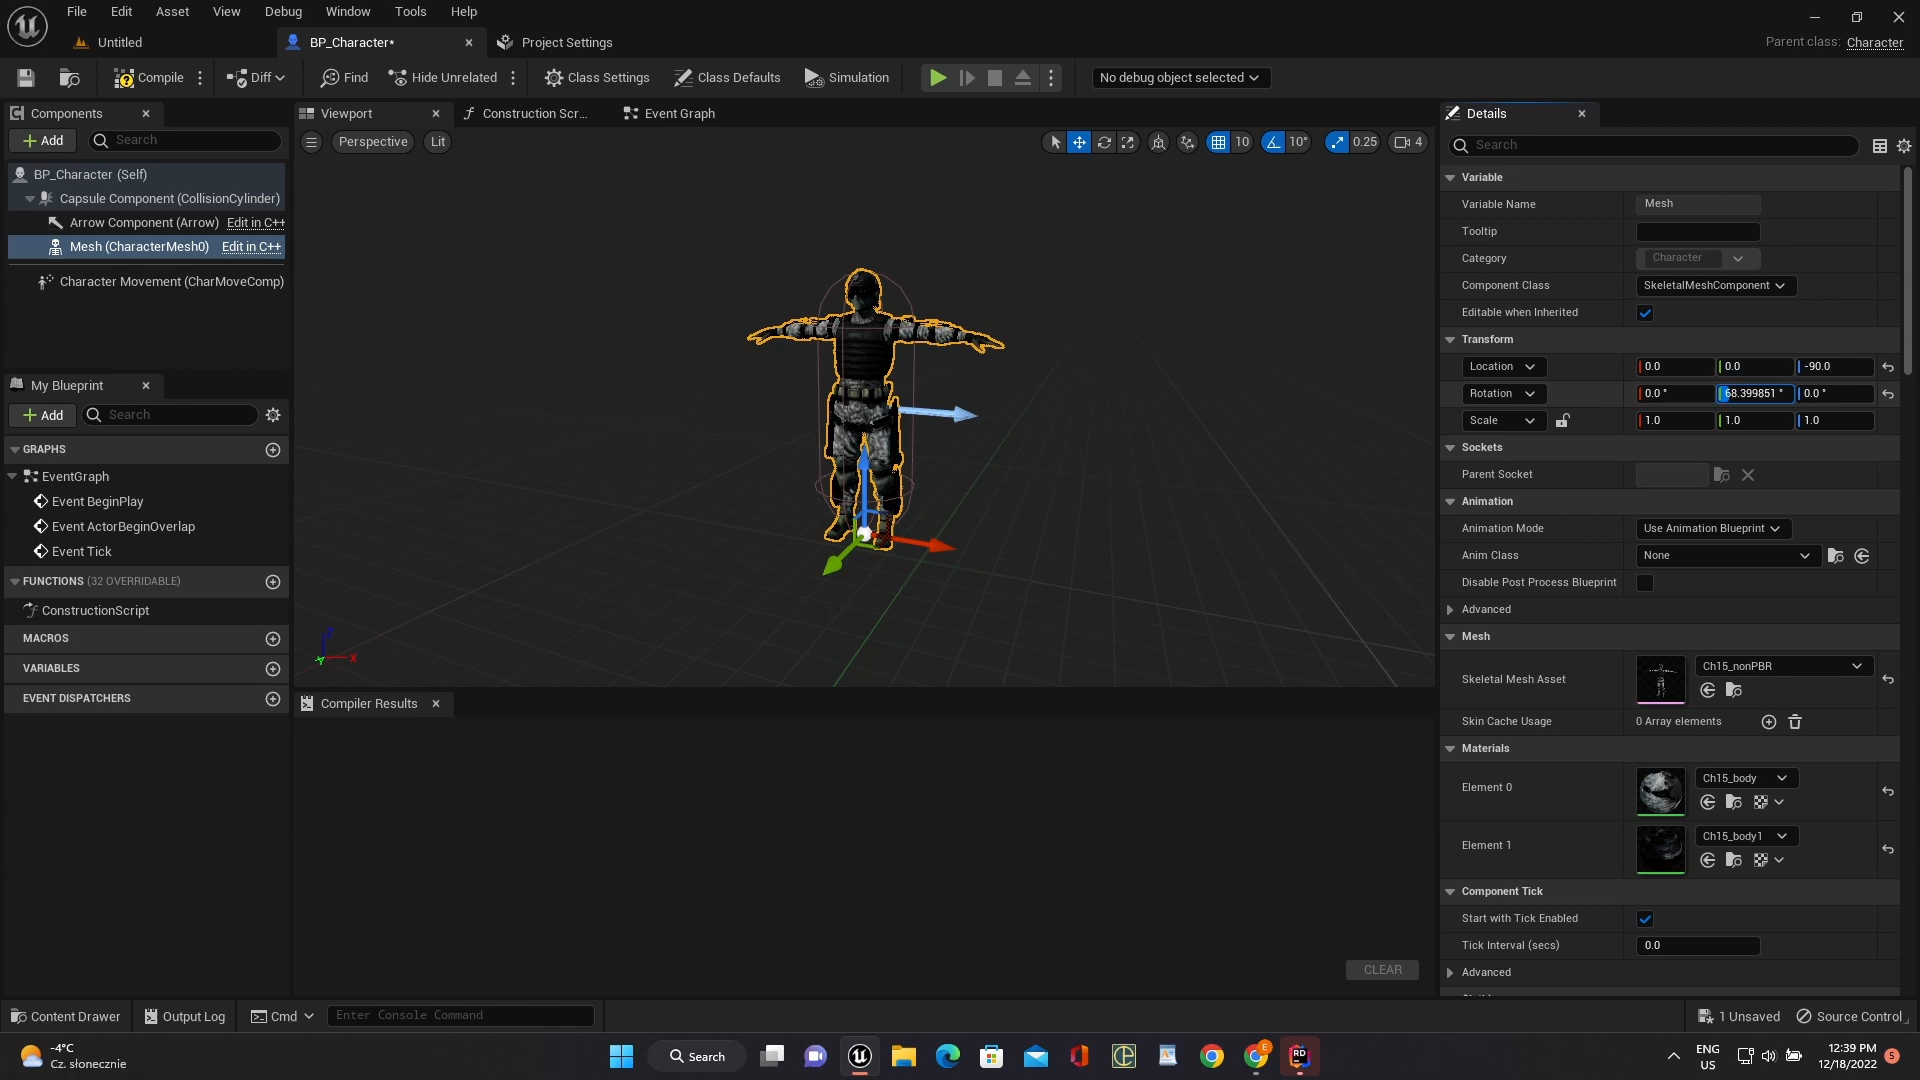 File Edit Asset View Window Debug Tools Help
Untitled BP_Character* Project Settings
Parent class: Character
Compile Diff Find Hide Unrelated Class Settings Class Defaults Simulation No debug object selected
Components
Add Search
BP_Character (Self)
Capsule Component (CollisionCylinder)
Arrow Component (Arrow) Edit in C++
Mesh (CharacterMesh0) Edit in C++
Character Movement (CharMoveComp)
My Blueprint
Add Search
GRAPHS
EventGraph
Event BeginPlay
Event ActorBeginOverlap
Event Tick
FUNCTIONS (32 OVERRIDABLE)
ConstructionScript
MACROS
VARIABLES
EVENT DISPATCHERS
Viewport Construction Scr... Event Graph
Perspective Lit 10 10° 0.25 4
Z
Y X
Compiler Results
CLEAR
Details
Search
Variable
Variable Name Mesh
Tooltip
Category Character
Component Class SkeletalMeshComponent
Editable when Inherited
Transform
Location 0.0 0.0 -90.0
Rotation 0.0 ° 68.399851 ° 0.0 °
Scale 1.0 1.0 1.0
Sockets
Parent Socket
Animation
Animation Mode Use Animation Blueprint
Anim Class None
Disable Post Process Blueprint
Advanced
Mesh
Skeletal Mesh Asset Ch15_nonPBR
Skin Cache Usage 0 Array elements
Materials
Element 0 Ch15_body
Element 1 Ch15_body1
Component Tick
Start with Tick Enabled
Tick Interval (secs) 0.0
Advanced
Content Drawer Output Log Cmd Enter Console Command 1 Unsaved Source Control
-4°C
Cz. słonecznie
Search
E
RD
ENG
US
12:39 PM
12/18/2022
5